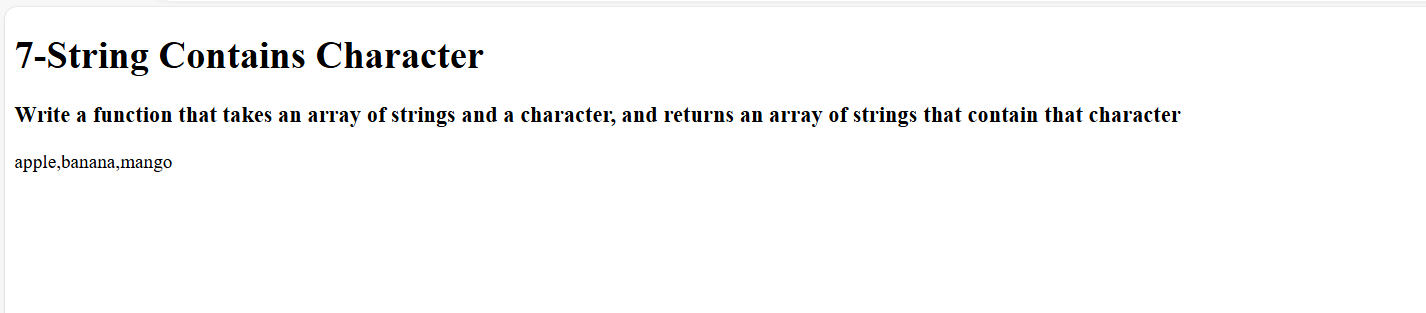 7-String Contains Character
Write a function that takes an array of strings and a character, and returns an array of strings that contain that character
apple,banana,mango